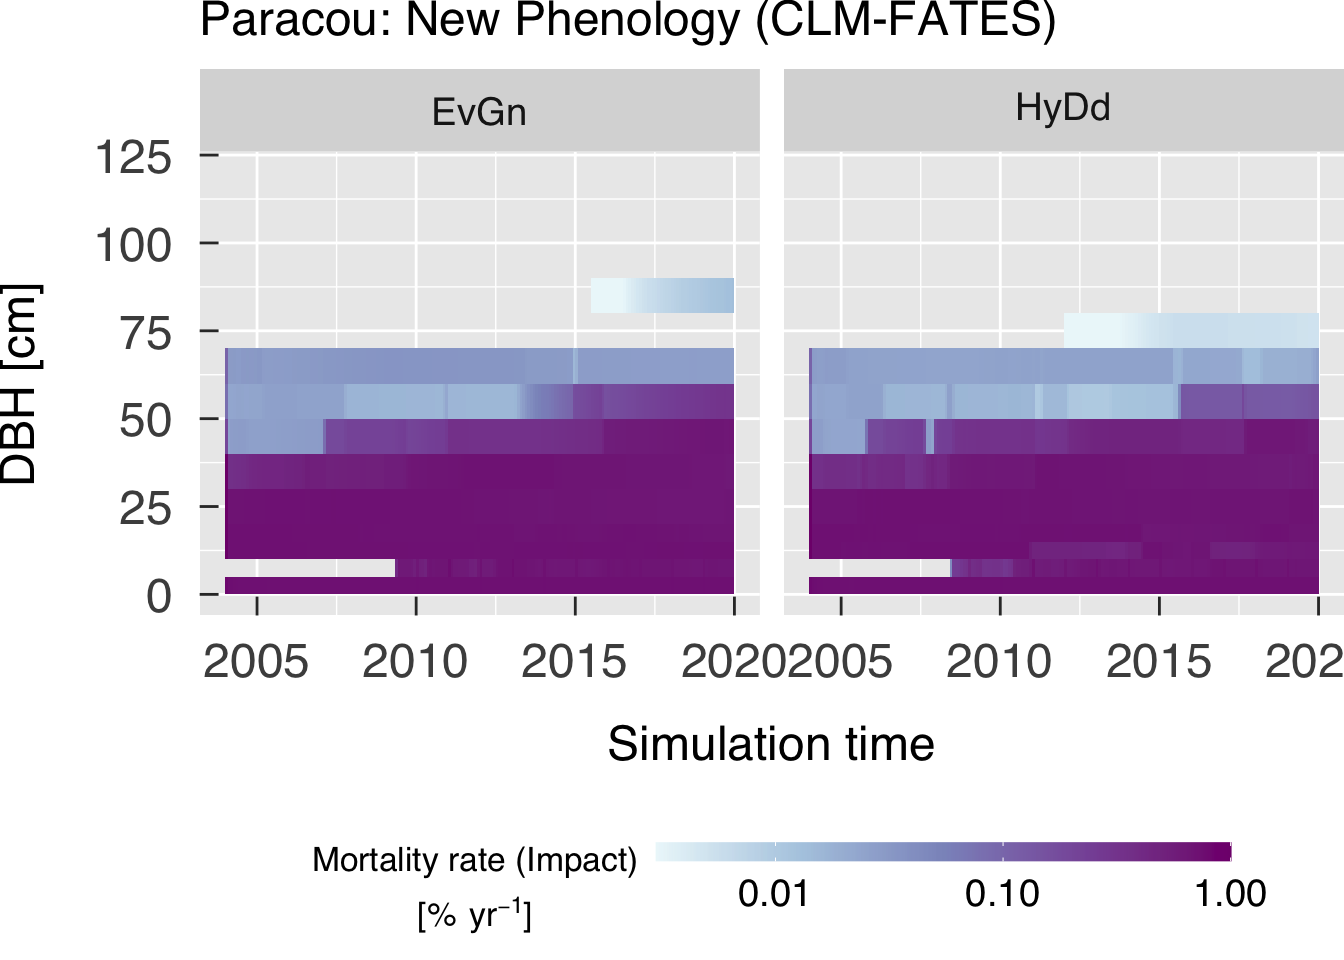 Paracou: New Phenology (CLM-FATES)
EvGn
HyDd
DBH [cm]
125
100
75
50
25
0
2005 2010 2015 2020 2005 2010 2015 202
Simulation time
Mortality rate (Impact)
[% yr⁻¹]
0.01 0.10 1.00